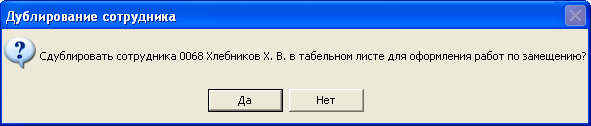 Дублирование сотрудника
Сдублировать сотрудника 0068 Хлебников Х. В. в табельном листе для оформления работ по замещению?
Да
Нет